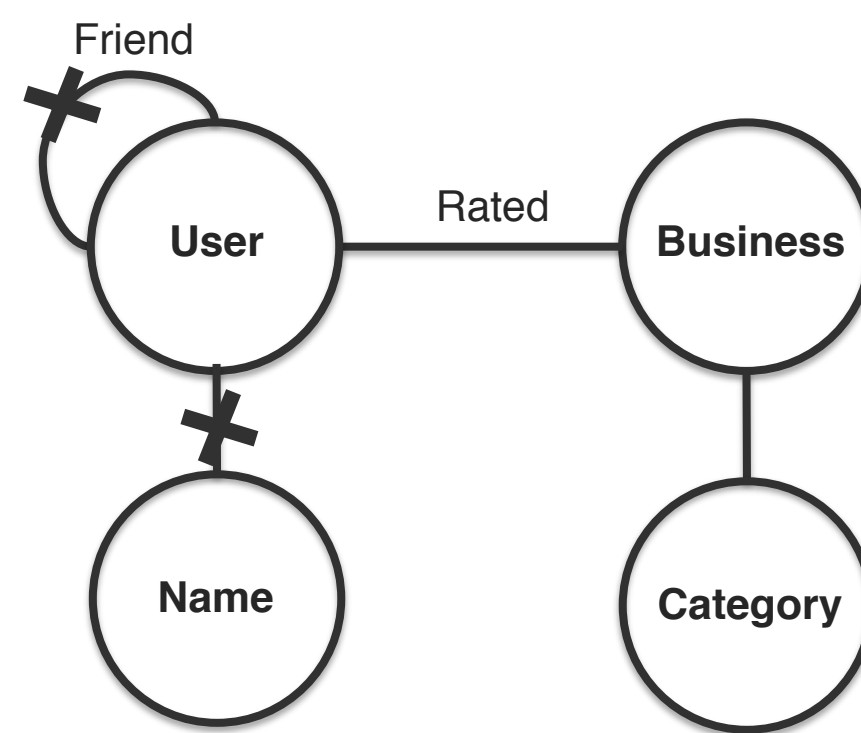 Friend
Rated
User
Business
Name
Category